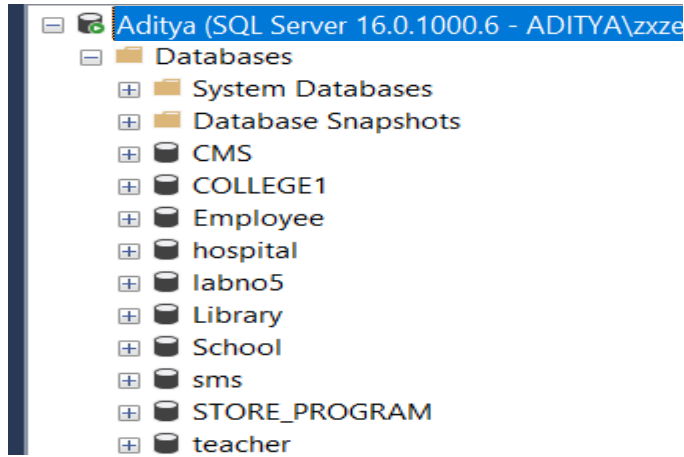 Aditya (SQL Server 16.0.1000.6 - ADITYA\zxze
Databases
System Databases
Database Snapshots
CMS
COLLEGE1
Employee
hospital
labno5
Library
School
sms
STORE_PROGRAM
teacher